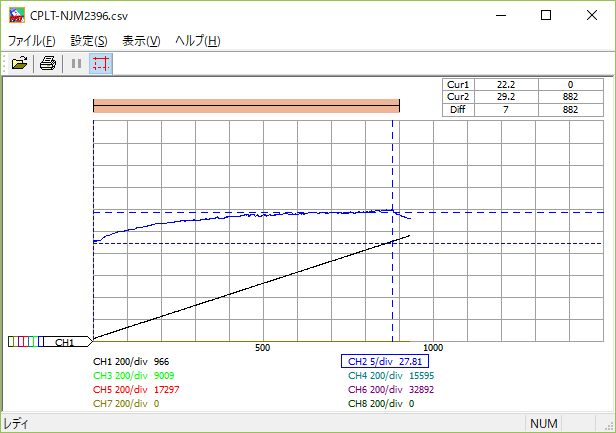 CPLT-NJM2396.csv
ファイル(F) 設定(S) 表示(V) ヘルプ(H)
Cur1 22.2 0
Cur2 29.2 882
Diff 7 882
CH1
500 1000
CH1 200/div 966 CH2 5/div 27.81
CH3 200/div 9009 CH4 200/div 15595
CH5 200/div 17297 CH6 200/div 32892
CH7 200/div 0 CH8 200/div 0
レディ NUM